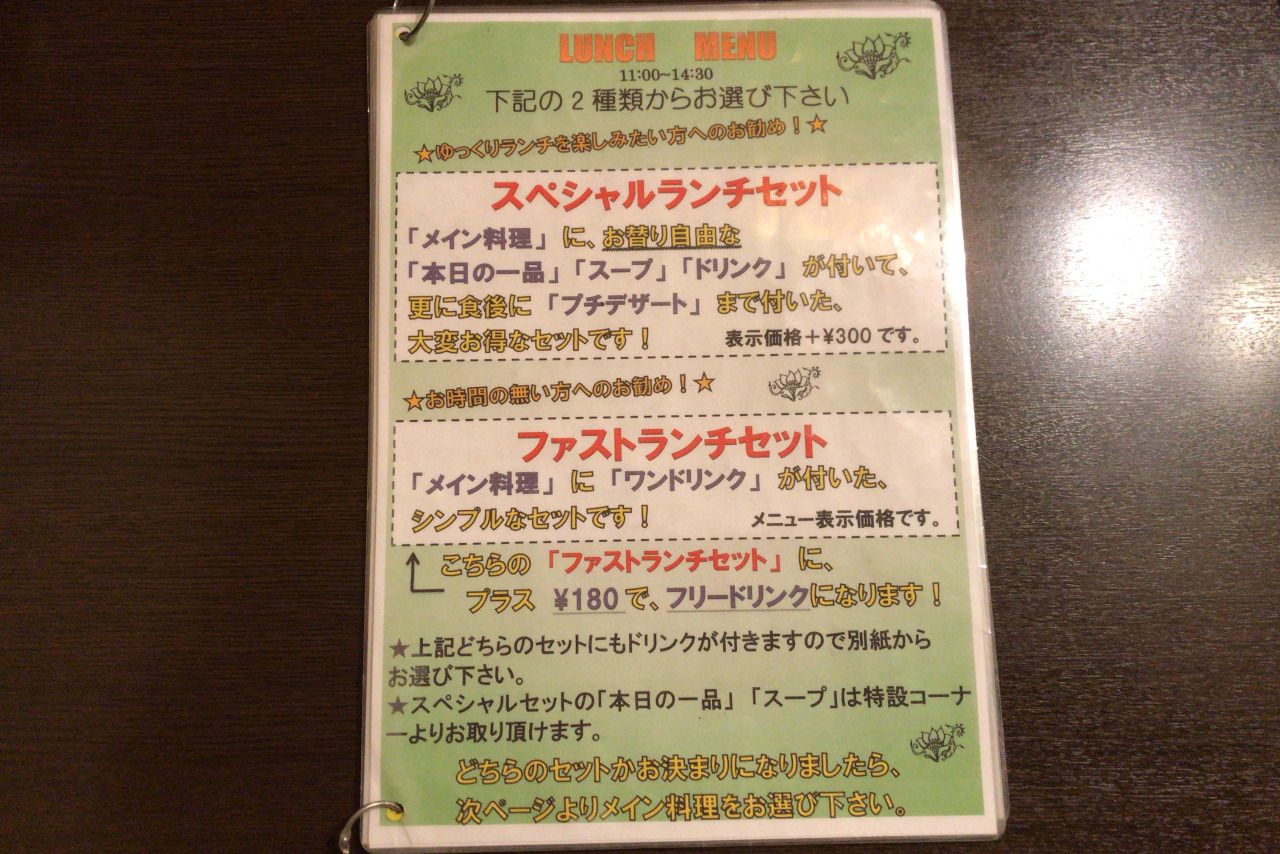 LUNCH MENU
11:00~14:30
下記の2種類からお選び下さい
★ゆっくりランチを楽しみたい方へのお勧め！★
スペシャルランチセット
「メイン料理」に、お替り自由な
「本日の一品」「スープ」「ドリンク」が付いて、
更に食後に「プチデザート」まで付いた、
大変お得なセットです！ 表示価格＋¥300です。
★お時間の無い方へのお勧め！★
ファストランチセット
「メイン料理」に「ワンドリンク」が付いた、
シンプルなセットです！ メニュー表示価格です。
こちらの「ファストランチセット」に、
プラス ¥180で、フリードリンクになります！
★上記どちらのセットにもドリンクが付きますので別紙から
お選び下さい。
★スペシャルセットの「本日の一品」「スープ」は特設コーナ
ーよりお取り頂けます。
どちらのセットかお決まりになりましたら、
次ページよりメイン料理をお選び下さい。